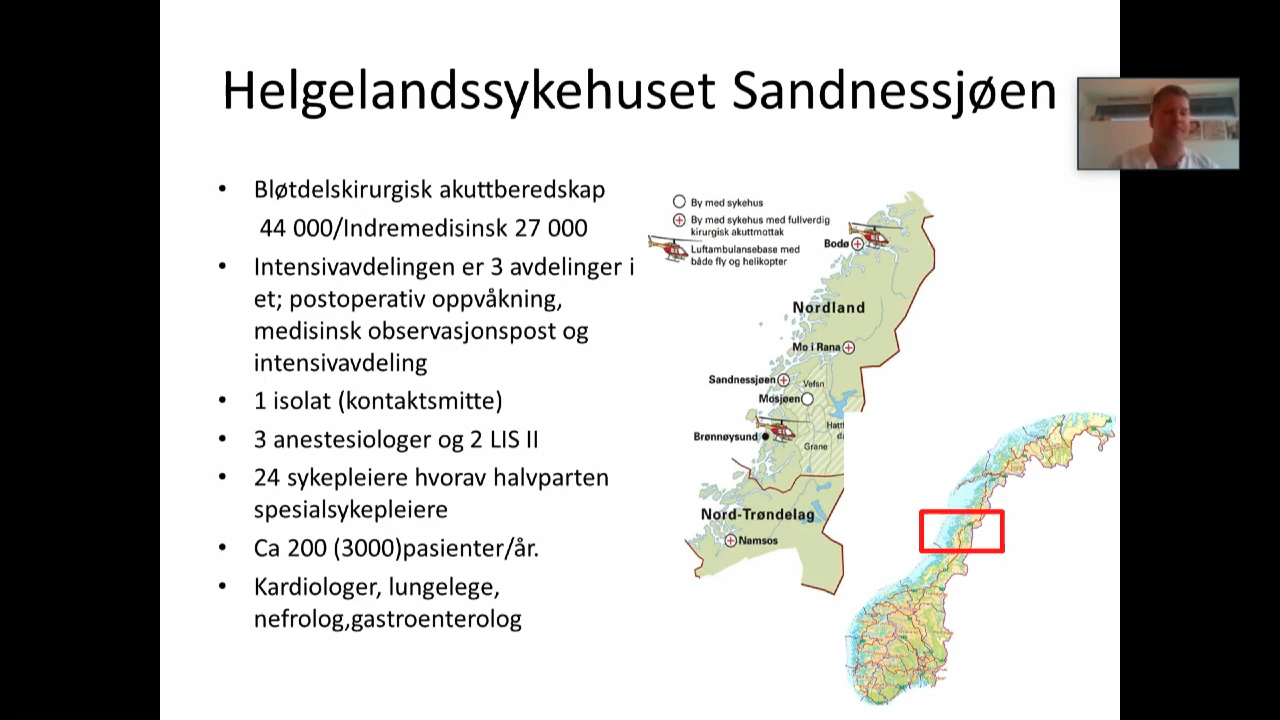 Helgelandssykehuset Sandnessjøen
• Bløtdelskirurgisk akuttberedskap
44 000/Indremedisinsk 27 000
• Intensivavdelingen er 3 avdelinger i
et; postoperativ oppvåkning,
medisinsk observasjonspost og
intensivavdeling
• 1 isolat (kontaktsmitte)
• 3 anestesiologer og 2 LIS II
• 24 sykepleiere hvorav halvparten
spesialsykepleiere
• Ca 200 (3000)pasienter/år.
• Kardiologer, lungelege,
nefrolog,gastroenterolog
By med sykehus
By med sykehus med fullverdig
kirurgisk akuttmottak
Luftambulansebase med
både fly og helikopter
Bodø
Nordland
Mo i Rana
Sandnessjøen
Vefsn
Mosjøen
Hatt
Brønnøysund
Grane
Nord-Trøndelag
Namsos